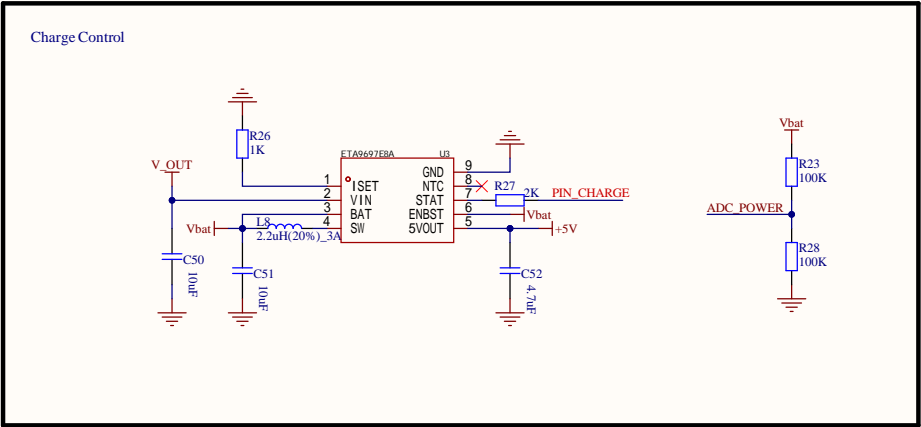 Charge Control
R26
1K
V_OUT
ETA9697E8A
U3
1
2
3
4
ISET
VIN
BAT
SW
GND
NTC
STAT
ENBST
5VOUT
9
8
7
6
5
R27
2K
PIN_CHARGE
Vbat
+5V
Vbat
L8
2.2uH(20%)_3A
C50
10uF
C51
10uF
C52
4.7uF
Vbat
R23
100K
ADC_POWER
R28
100K